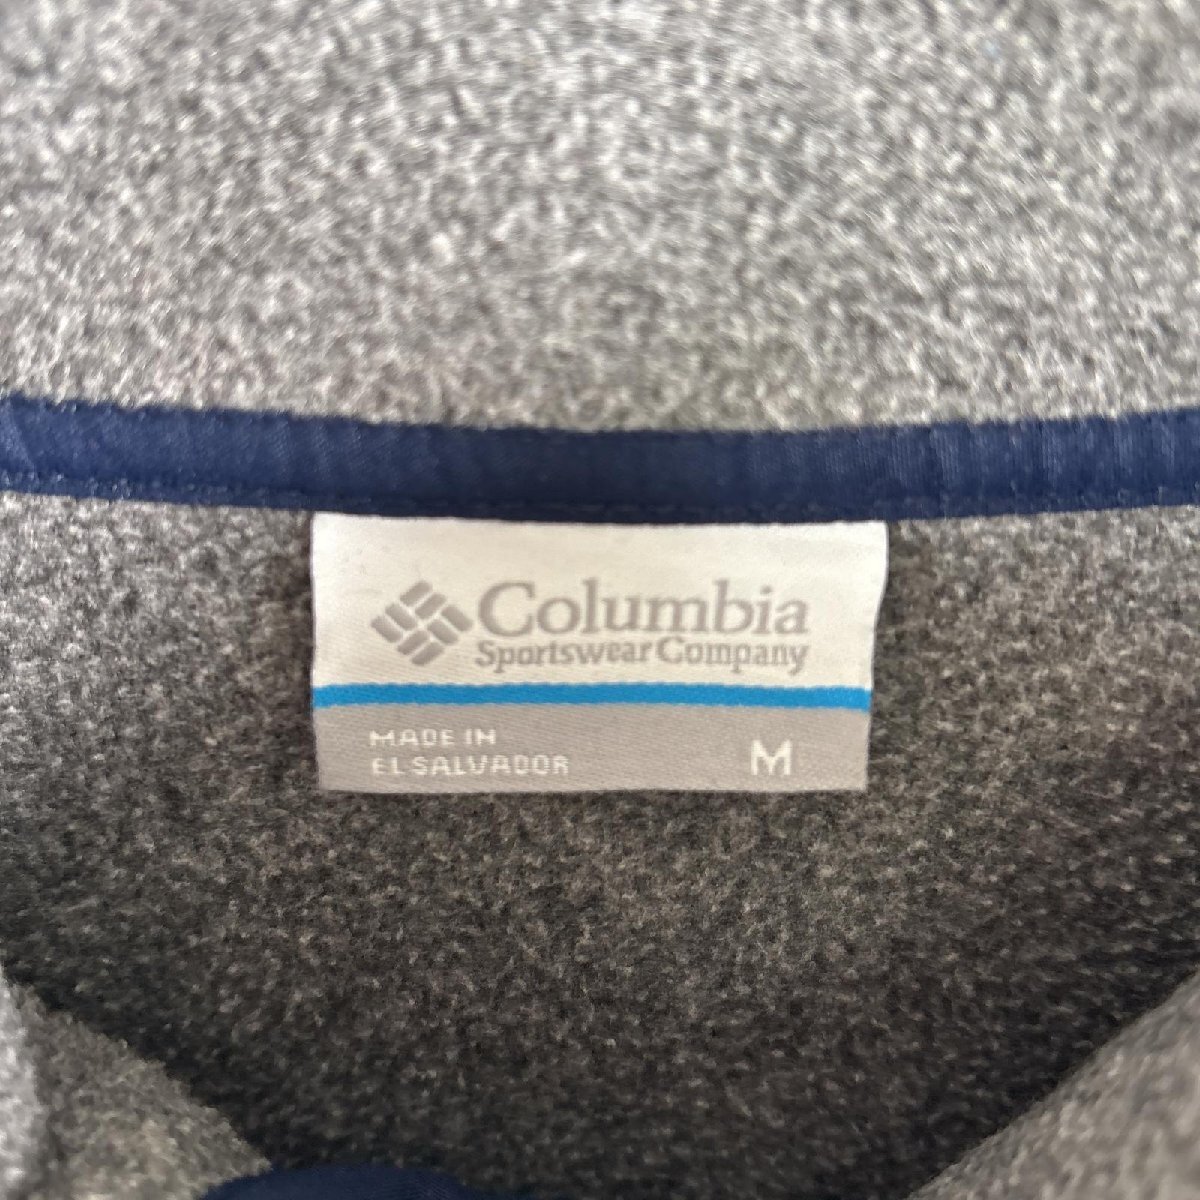 Columbia
Sportswear Company
MADE IN
EL SALVADOR
M